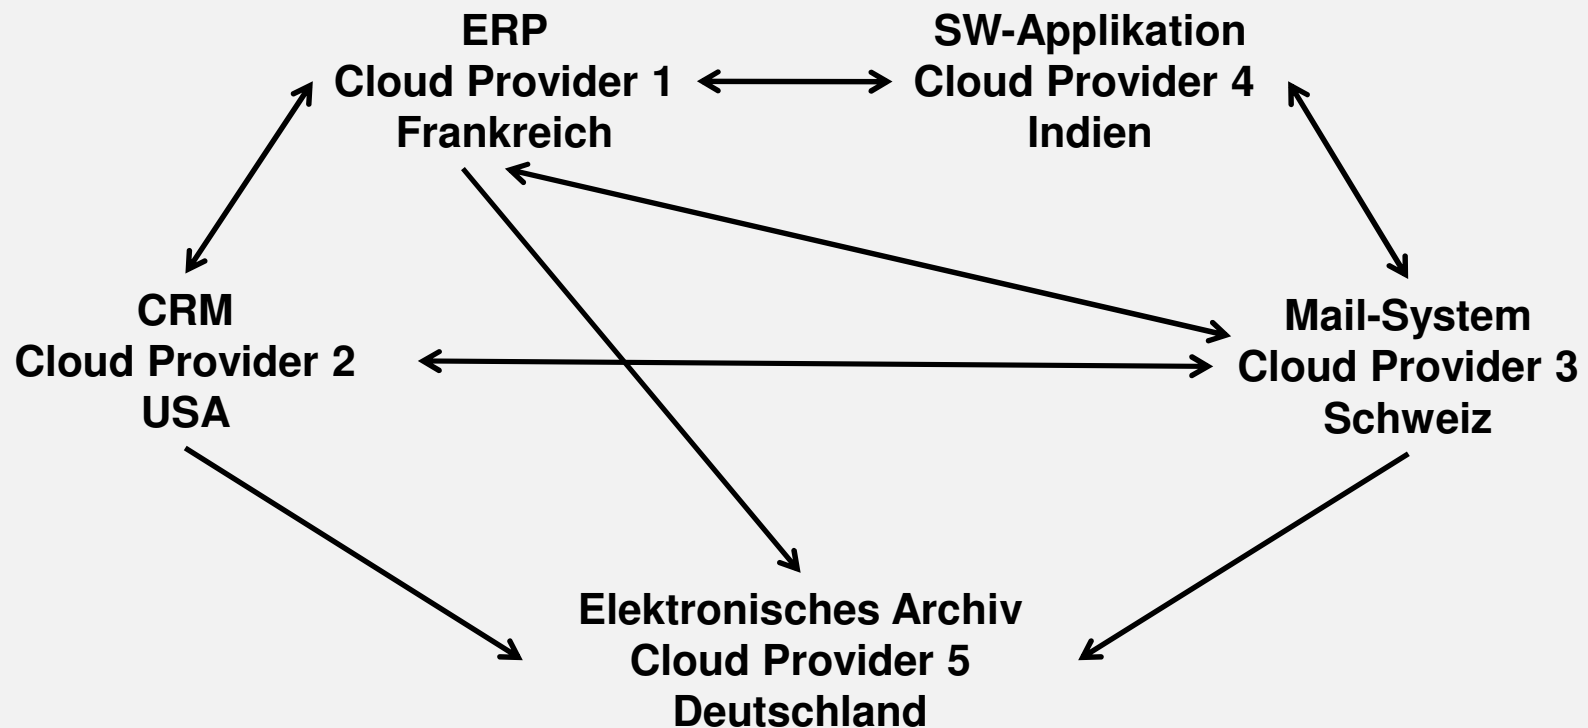 ERP
Cloud Provider 1
Frankreich
SW-Applikation
Cloud Provider 4
Indien
CRM
Cloud Provider 2
USA
Mail-System
Cloud Provider 3
Schweiz
Elektronisches Archiv
Cloud Provider 5
Deutschland